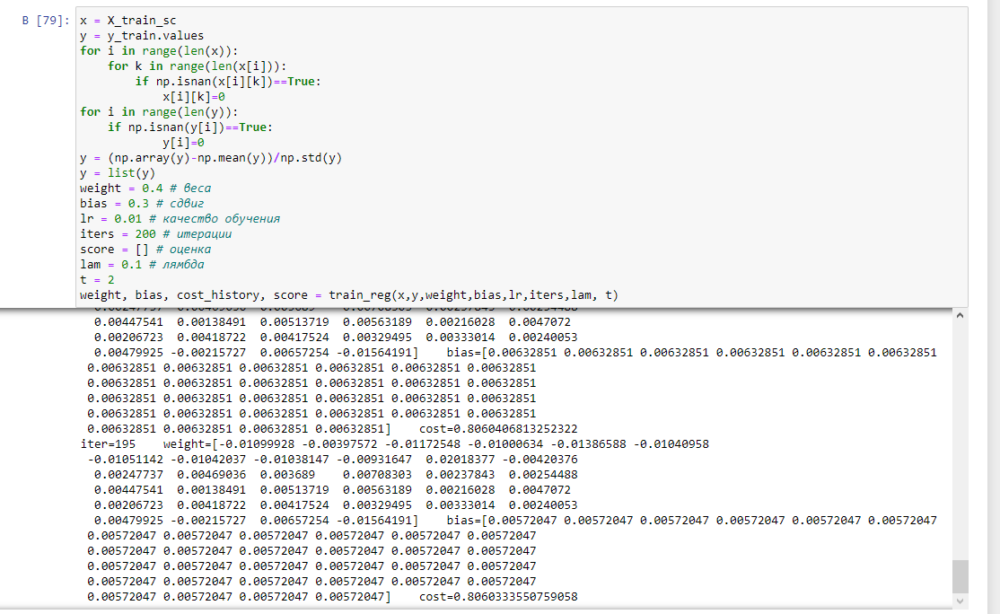 В [79]:
x = X_train_sc
y = y_train.values
for i in range(len(x)):
    for k in range(len(x[i])):
        if np.isnan(x[i][k])==True:
            x[i][k]=0
for i in range(len(y)):
    if np.isnan(y[i])==True:
            y[i]=0
y = (np.array(y)-np.mean(y))/np.std(y)
y = list(y)
weight = 0.4 # веса
bias = 0.3 # сдвиг
lr = 0.01 # качество обучения
iters = 200 # итерации
score = [] # оценка
lam = 0.1 # лямбда
t = 2
weight, bias, cost_history, score = train_reg(x,y,weight,bias,lr,iters,lam, t)
0.00447541  0.00138491  0.00513719  0.00563189  0.00216028  0.0047072
0.00206723  0.00418722  0.00417524  0.00329495  0.00333014  0.00240053
0.00479925 -0.00215727  0.00657254 -0.01564191]    bias=[0.00632851 0.00632851 0.00632851 0.00632851 0.00632851 0.00632851
0.00632851 0.00632851 0.00632851 0.00632851 0.00632851 0.00632851
0.00632851 0.00632851 0.00632851 0.00632851 0.00632851 0.00632851
0.00632851 0.00632851 0.00632851 0.00632851 0.00632851 0.00632851
0.00632851 0.00632851 0.00632851 0.00632851 0.00632851 0.00632851
0.00632851 0.00632851 0.00632851 0.00632851]    cost=0.8060406813252322
iter=195    weight=[-0.01099928 -0.00397572 -0.01172548 -0.01000634 -0.01386588 -0.01040958
-0.01051142 -0.01042037 -0.01038147 -0.00931647  0.02018377 -0.00420376
0.00247737  0.00469036  0.003689    0.00708303  0.00237843  0.00254488
0.00447541  0.00138491  0.00513719  0.00563189  0.00216028  0.0047072
0.00206723  0.00418722  0.00417524  0.00329495  0.00333014  0.00240053
0.00479925 -0.00215727  0.00657254 -0.01564191]    bias=[0.00572047 0.00572047 0.00572047 0.00572047 0.00572047 0.00572047
0.00572047 0.00572047 0.00572047 0.00572047 0.00572047 0.00572047
0.00572047 0.00572047 0.00572047 0.00572047 0.00572047 0.00572047
0.00572047 0.00572047 0.00572047 0.00572047 0.00572047 0.00572047
0.00572047 0.00572047 0.00572047 0.00572047 0.00572047 0.00572047
0.00572047 0.00572047 0.00572047 0.00572047]    cost=0.8060333550759058